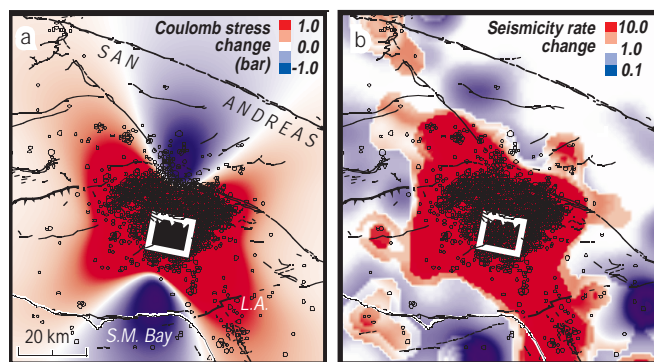 a
Coulomb stress
change
(bar)
1.0
0.0
-1.0
SAN
ANDREAS
L.A.
S.M. Bay
20 km
b
Seismicity rate
change
10.0
1.0
0.1